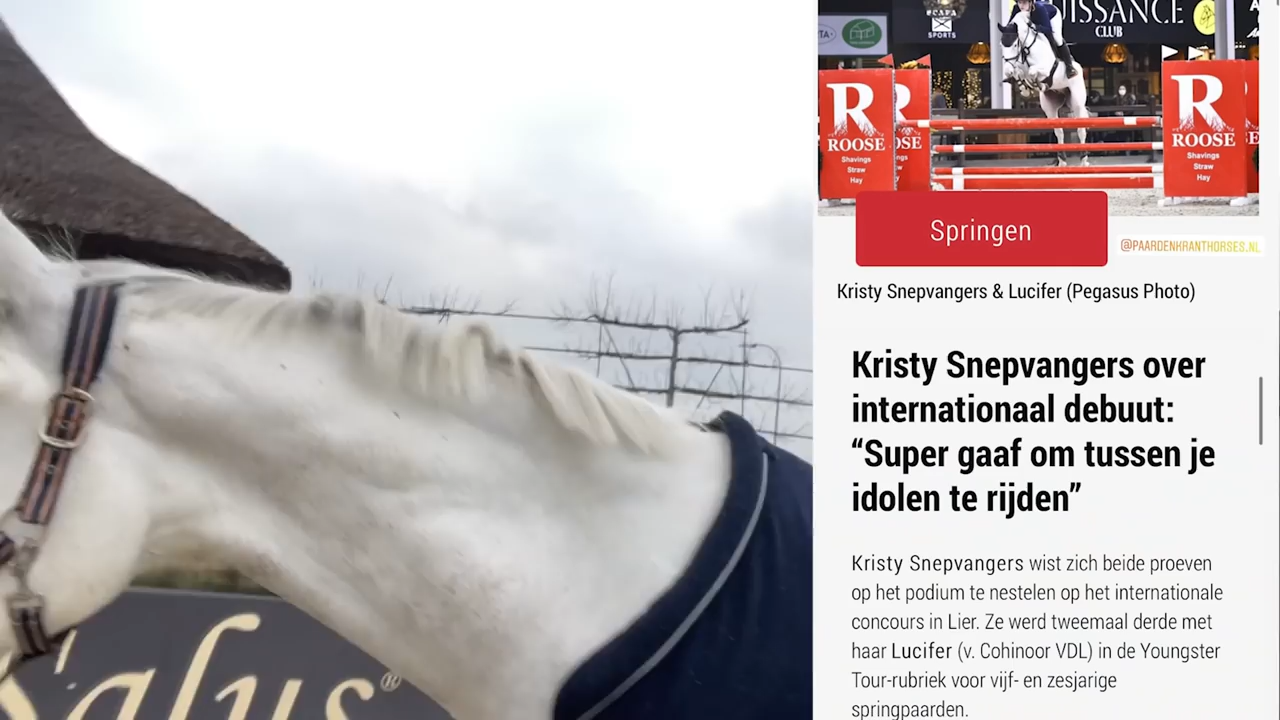 Salus®
ESCAPA
SPORTS
PUISSANCE
CLUB
R
ROOSE
Shavings
Straw
Hay
R
ROOSE
Shavings
Straw
Hay
Springen
@PAARDENKRANTHORSES.NL
Kristy Snepvangers & Lucifer (Pegasus Photo)
Kristy Snepvangers over
internationaal debuut:
“Super gaaf om tussen je
idolen te rijden”
Kristy Snepvangers wist zich beide proeven
op het podium te nestelen op het internationale
concours in Lier. Ze werd tweemaal derde met
haar Lucifer (v. Cohinoor VDL) in de Youngster
Tour-rubriek voor vijf- en zesjarige
springpaarden.